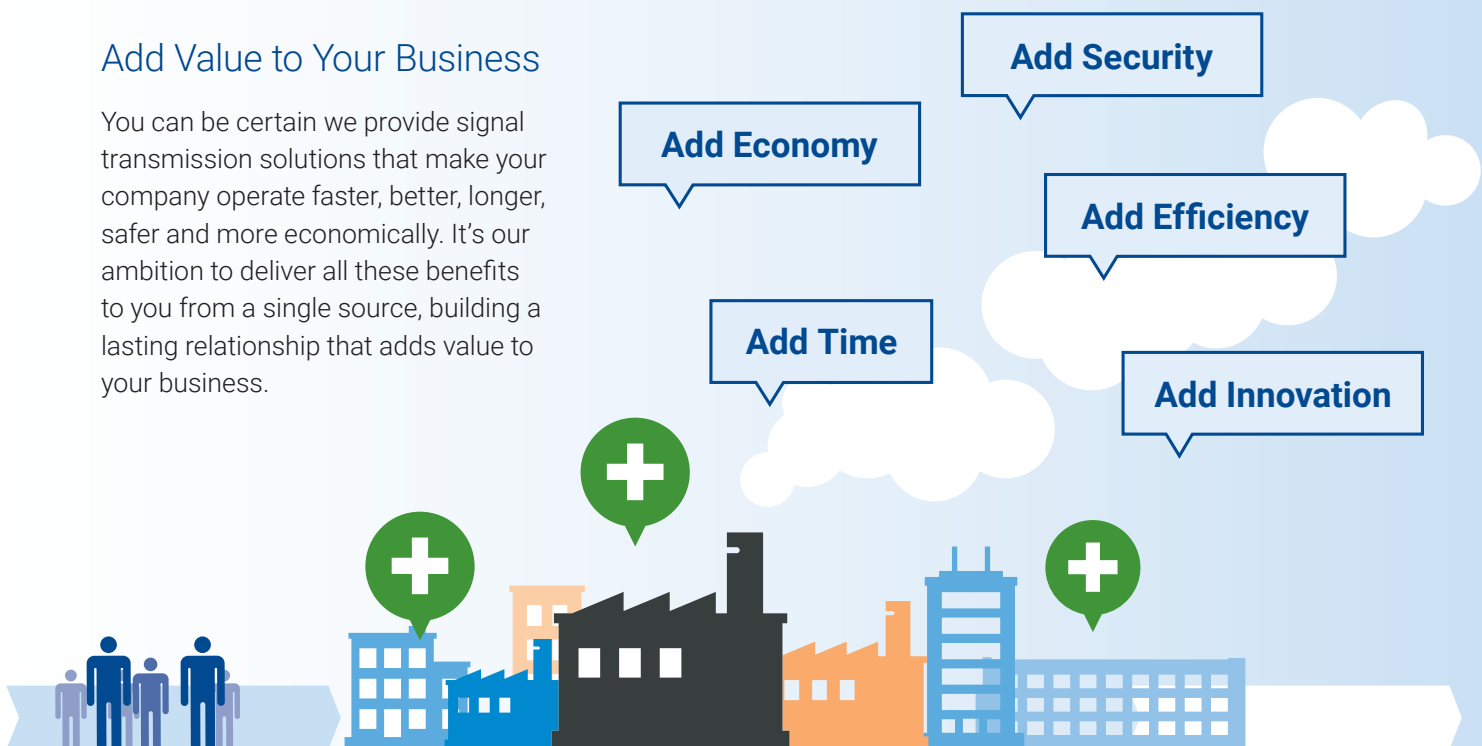 Add Value to Your Business
You can be certain we provide signal
transmission solutions that make your
company operate faster, better, longer,
safer and more economically. It’s our
ambition to deliver all these benefits
to you from a single source, building a
lasting relationship that adds value to
your business.
Add Security
Add Economy
Add Efficiency
Add Time
Add Innovation